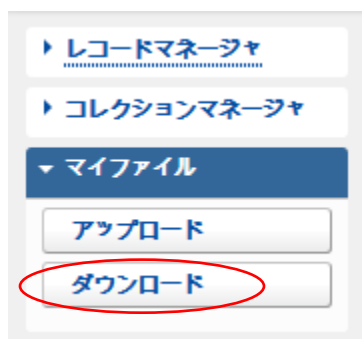 レコードマネージャ
コレクションマネージャ
マイファイル
アップロード
ダウンロード